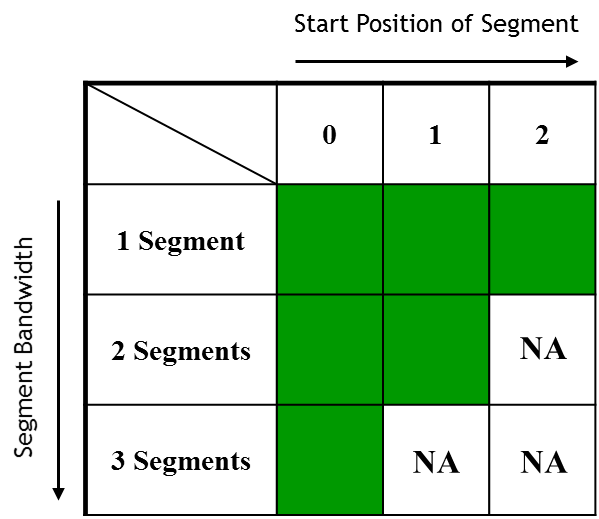 Start Position of Segment
0 1 2
Segment Bandwidth
1 Segment
2 Segments NA
3 Segments NA NA